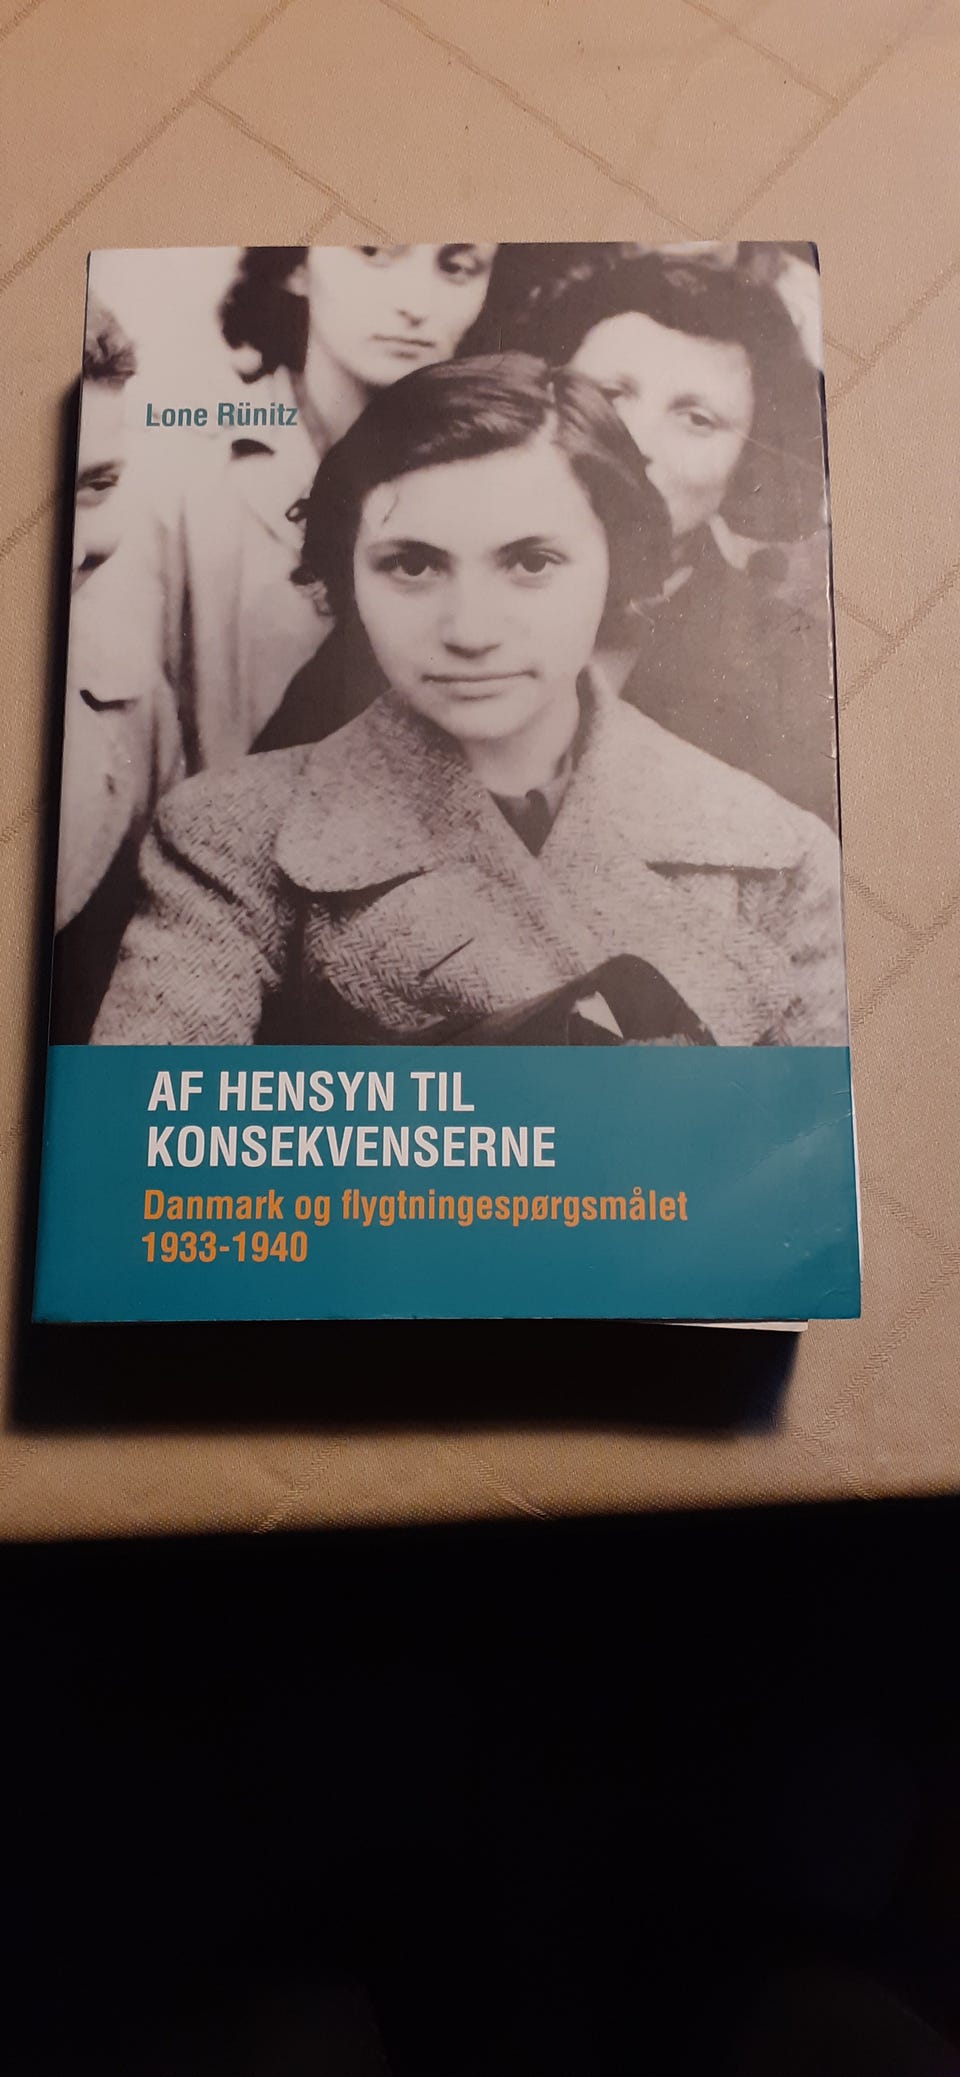 Lone Rünitz
AF HENSYN TIL
KONSEKVENSERNE
Danmark og flygtningespørgsmålet
1933-1940